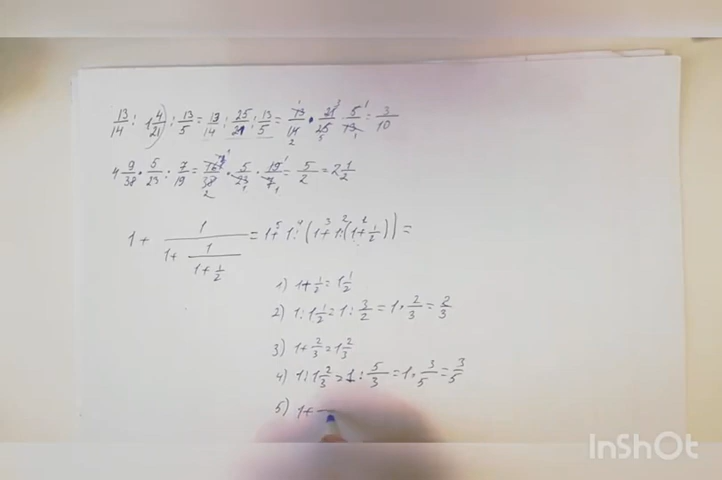 13/14 : 1 4/21 : 13/5 = 13/14 : 25/21 : 13/5 = 13/14 • 21/25 • 5/13 = 3/10
4 9/38 • 5/23 : 7/19 = 161/38 • 5/23 • 19/7 = 5/2 = 2 1/2
1 + 1/(1 + 1/(1 + 1/2)) = 1 + 1 : (1 + 1 : (1 + 1/2)) =
1) 1 + 1/2 = 1 1/2
2) 1 : 1 1/2 = 1 : 3/2 = 1 • 2/3 = 2/3
3) 1 + 2/3 = 1 2/3
4) 1 : 1 2/3 = 1 : 5/3 = 1 • 3/5 = 3/5
5) 1 +
InShOt